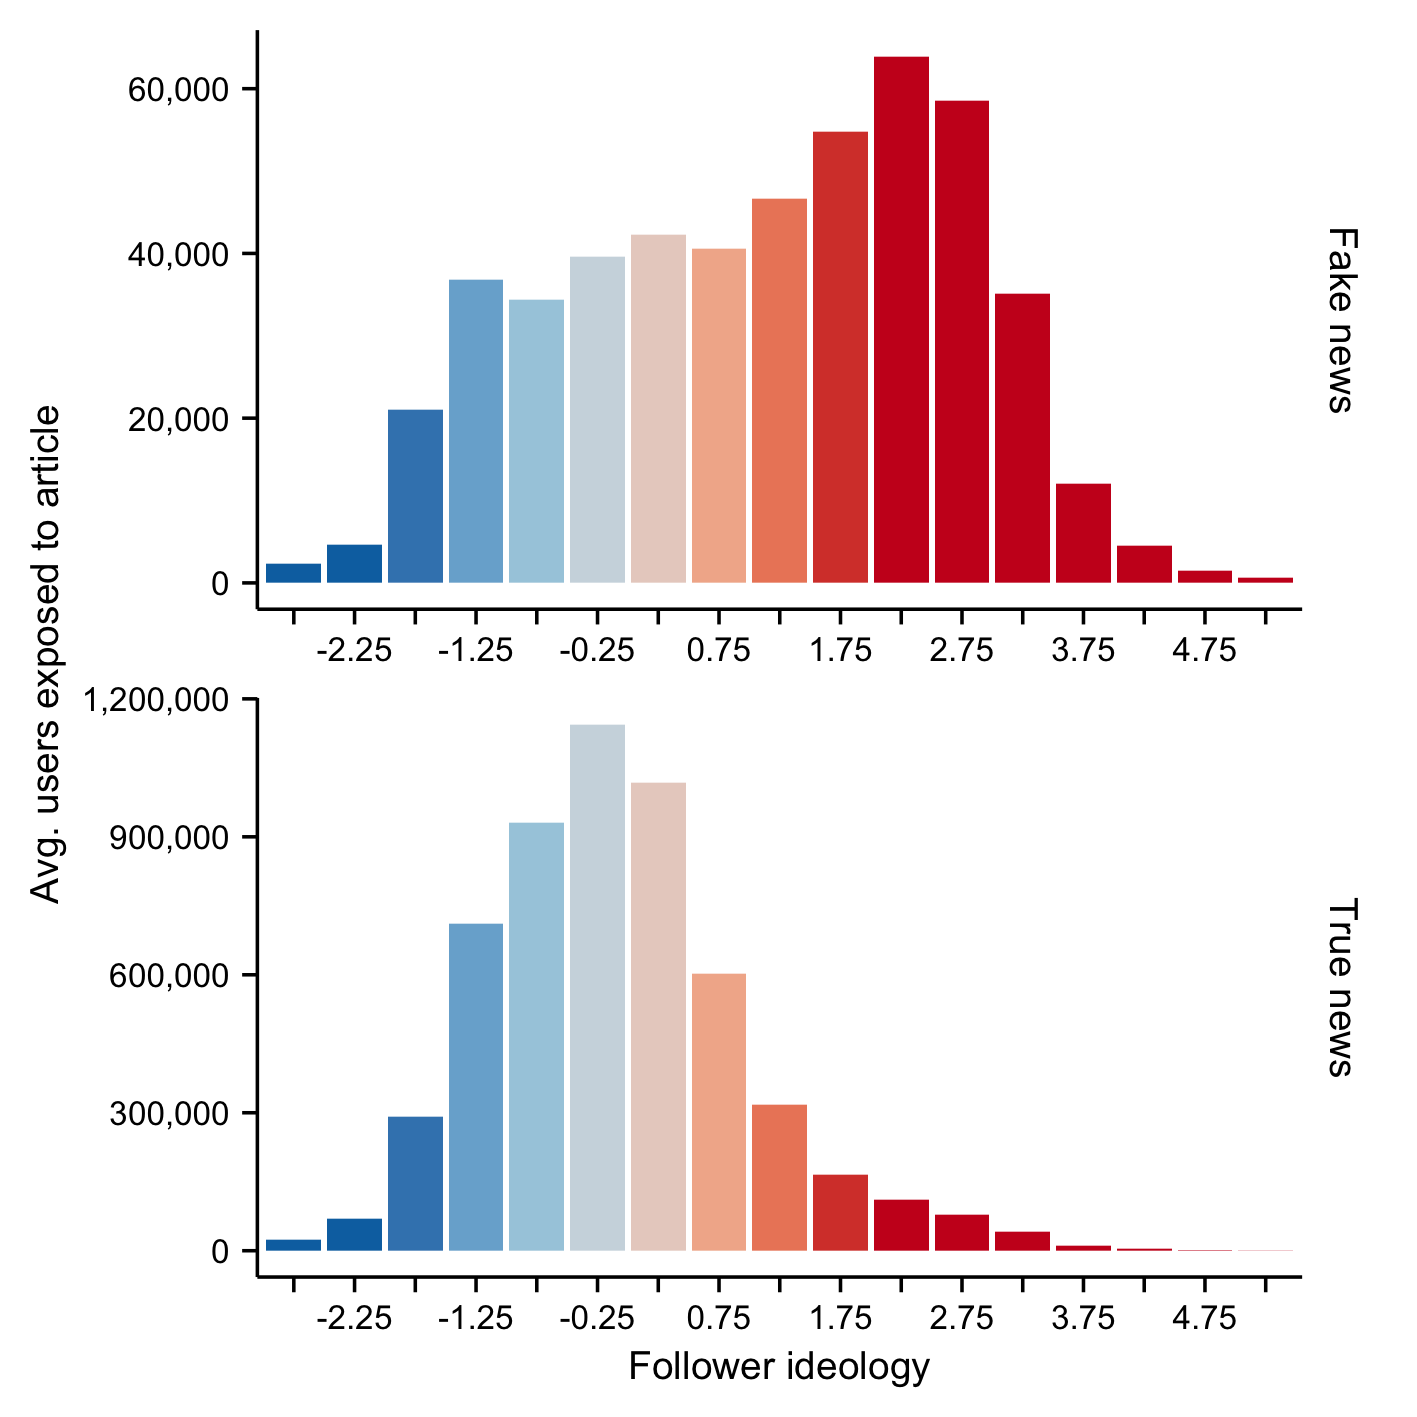 Avg. users exposed to article
60,000
40,000
20,000
0
-2.25 -1.25 -0.25 0.75 1.75 2.75 3.75 4.75
Fake news
1,200,000
900,000
600,000
300,000
0
-2.25 -1.25 -0.25 0.75 1.75 2.75 3.75 4.75
True news
Follower ideology